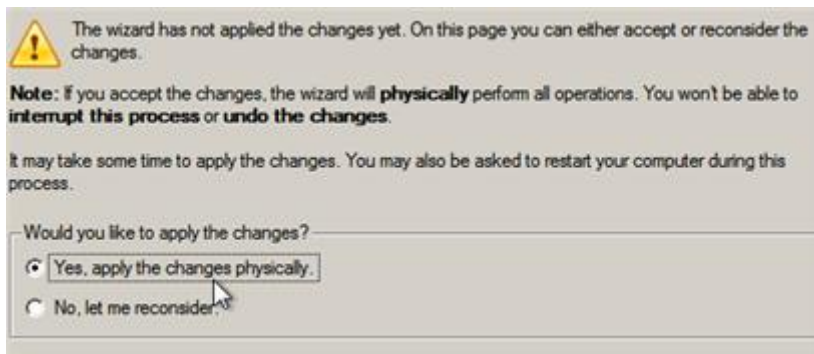 The wizard has not applied the changes yet. On this page you can either accept or reconsider the
changes.
Note: If you accept the changes, the wizard will physically perform all operations. You won't be able to
interrupt this process or undo the changes.
It may take some time to apply the changes. You may also be asked to restart your computer during this
process.
Would you like to apply the changes?
Yes, apply the changes physically.
No, let me reconsider.